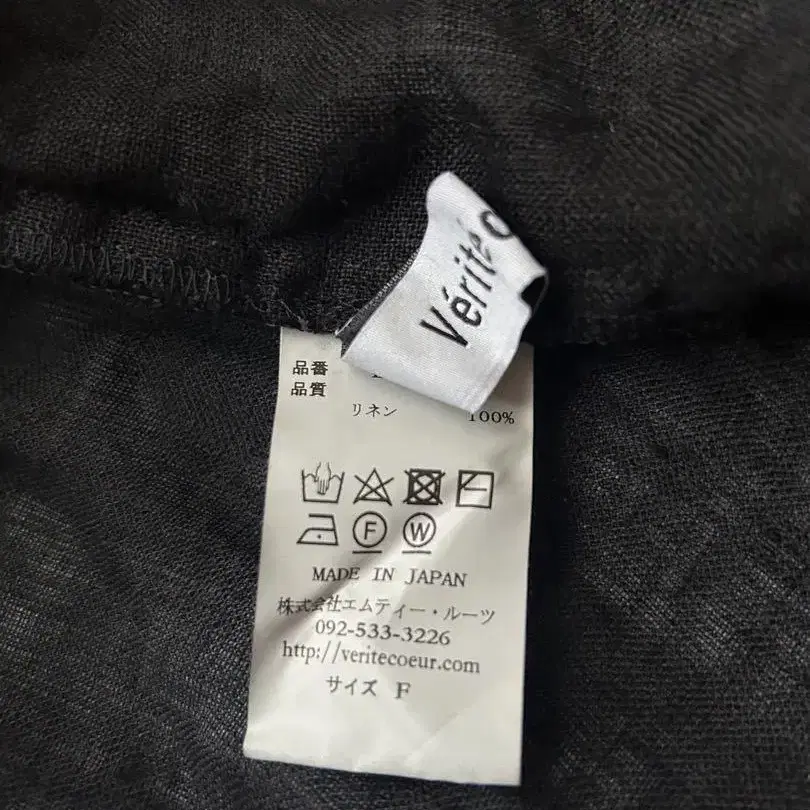 Vérité
品番
品質
リネン 100%
F W
MADE IN JAPAN
株式会社エムティー・ルーツ
092-533-3226
http://veritecoeur.com
サイズ F